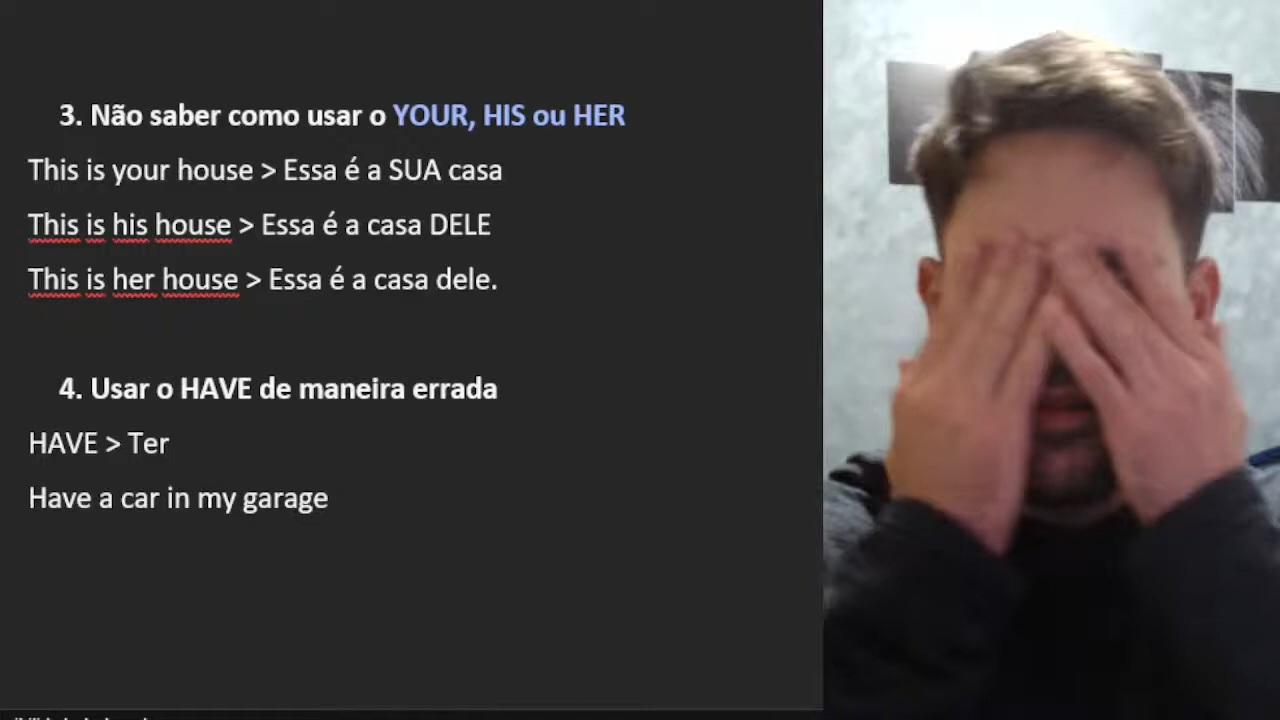 3. Não saber como usar o YOUR, HIS ou HER
This is your house > Essa é a SUA casa
This is his house > Essa é a casa DELE
This is her house > Essa é a casa dele.
4. Usar o HAVE de maneira errada
HAVE > Ter
Have a car in my garage